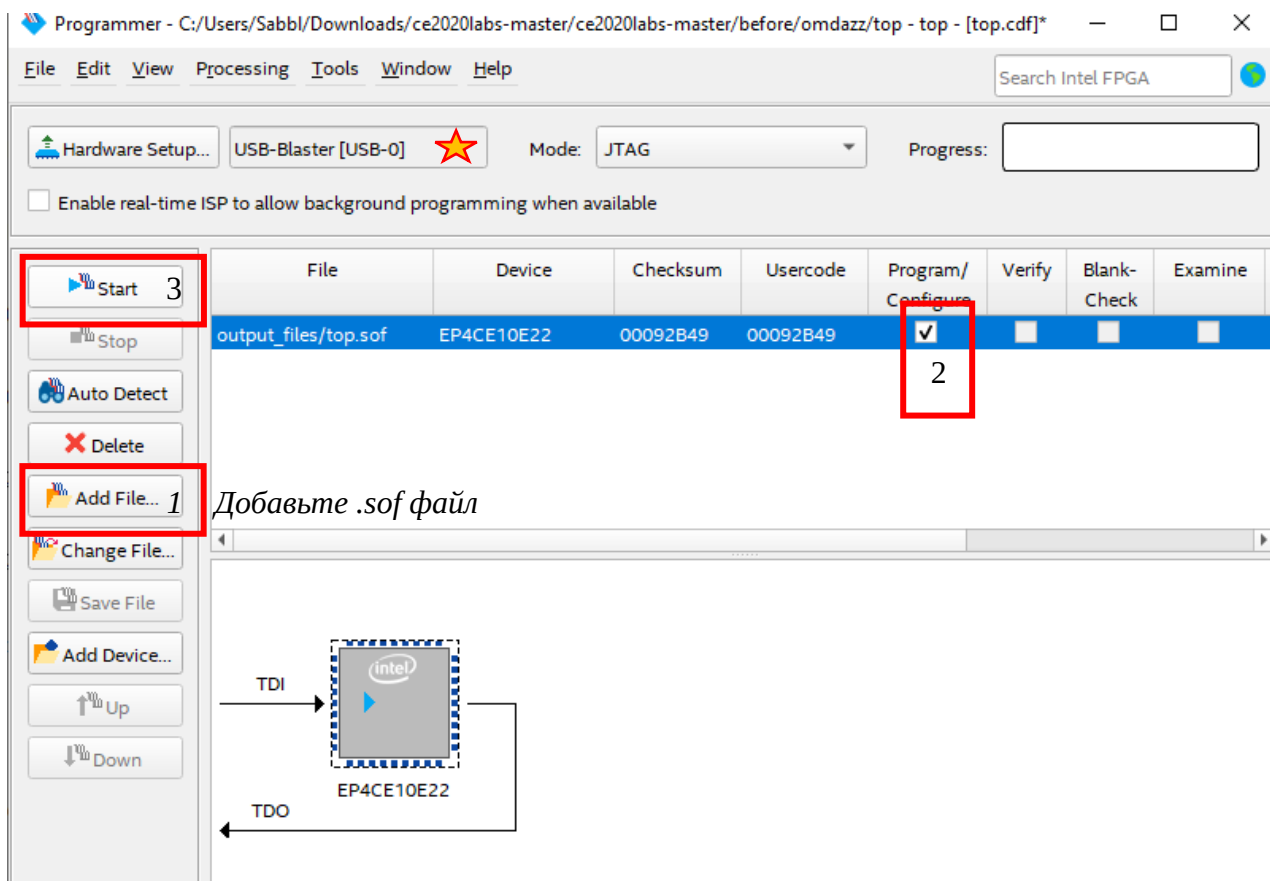 Programmer - C:/Users/Sabbl/Downloads/ce2020labs-master/ce2020labs-master/before/omdazz/top - top - [top.cdf]*
File Edit View Processing Tools Window Help
Search Intel FPGA
Hardware Setup... USB-Blaster [USB-0] Mode: JTAG Progress:
Enable real-time ISP to allow background programming when available
Start 3
Stop
Auto Detect
Delete
Add File... 1 Добавьте .sof файл
Change File...
Save File
Add Device...
Up
Down
File Device Checksum Usercode Program/ Verify Blank- Examine
Configure Check
output_files/top.sof EP4CE10E22 00092B49 00092B49
2
intel
TDI
EP4CE10E22
TDO